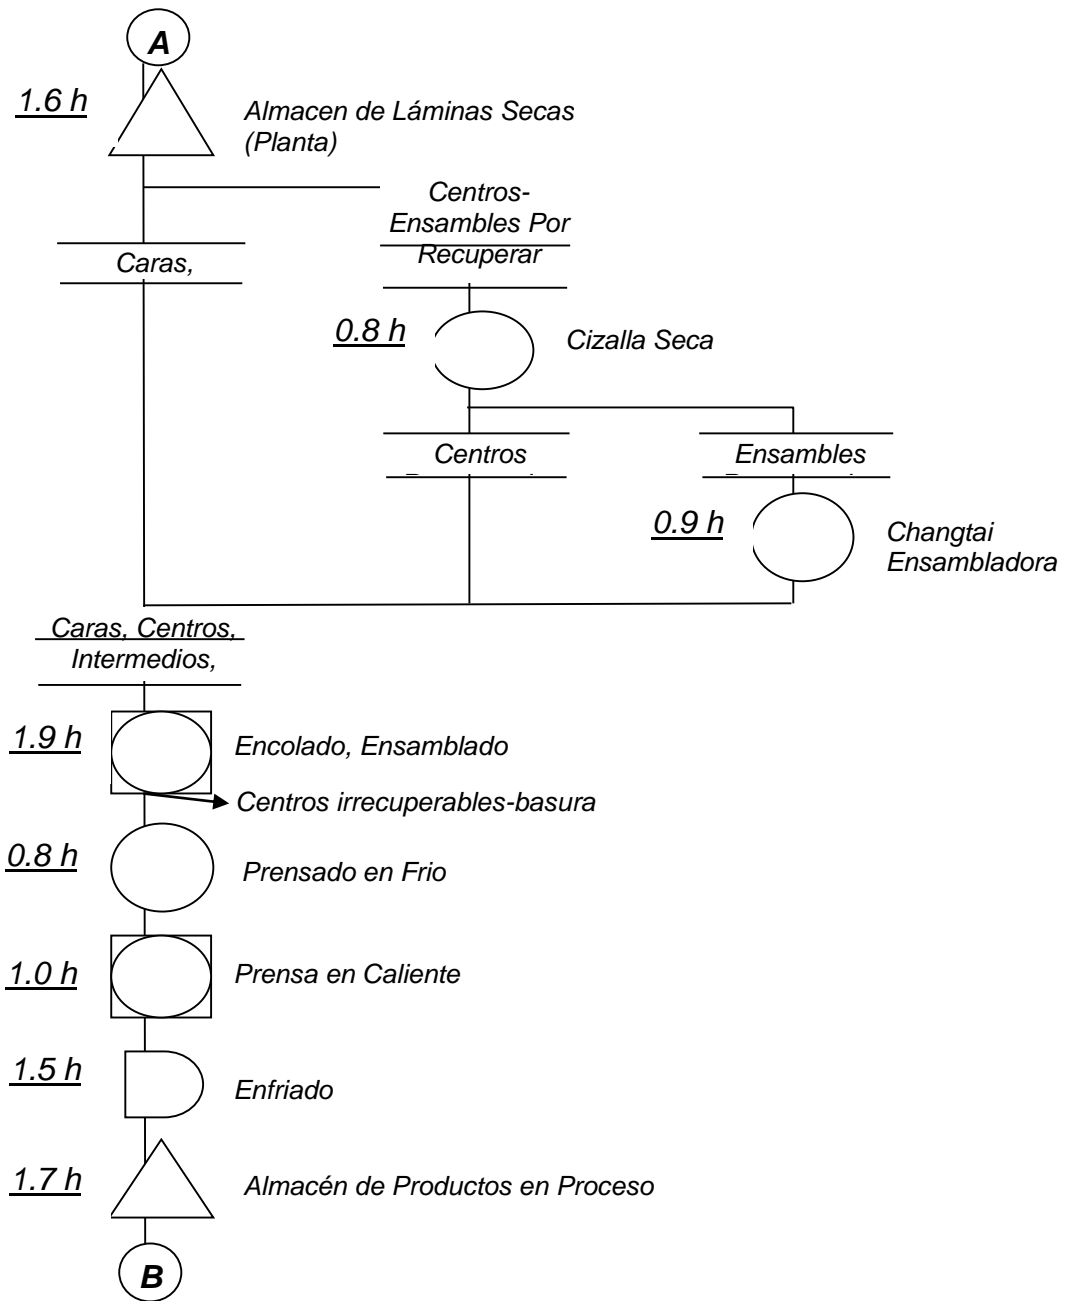 A
1.6 h
Almacen de Láminas Secas
(Planta)
Centros-
Ensambles Por
Recuperar
Caras,
0.8 h
Cizalla Seca
Centros
Ensambles
0.9 h
Changtai
Ensambladora
Caras, Centros,
Intermedios,
1.9 h
Encolado, Ensamblado
Centros irrecuperables-basura
0.8 h
Prensado en Frio
1.0 h
Prensa en Caliente
1.5 h
Enfriado
1.7 h
Almacén de Productos en Proceso
B